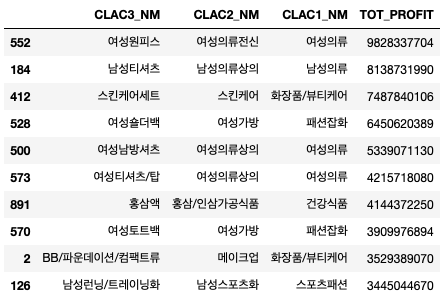 CLAC3_NM CLAC2_NM CLAC1_NM TOT_PROFIT
552 여성원피스 여성의류전신 여성의류 9828337704
184 남성티셔츠 남성의류상의 남성의류 8138731990
412 스킨케어세트 스킨케어 화장품/뷰티케어 7487840106
528 여성숄더백 여성가방 패션잡화 6450620389
500 여성남방셔츠 여성의류상의 여성의류 5339071130
573 여성티셔츠/탑 여성의류상의 여성의류 4215718080
891 홍삼액 홍삼/인삼가공식품 건강식품 4144372250
570 여성토트백 여성가방 패션잡화 3909976894
2 BB/파운데이션/컴팩트류 메이크업 화장품/뷰티케어 3529389070
126 남성런닝/트레이닝화 남성스포츠화 스포츠패션 3445044670